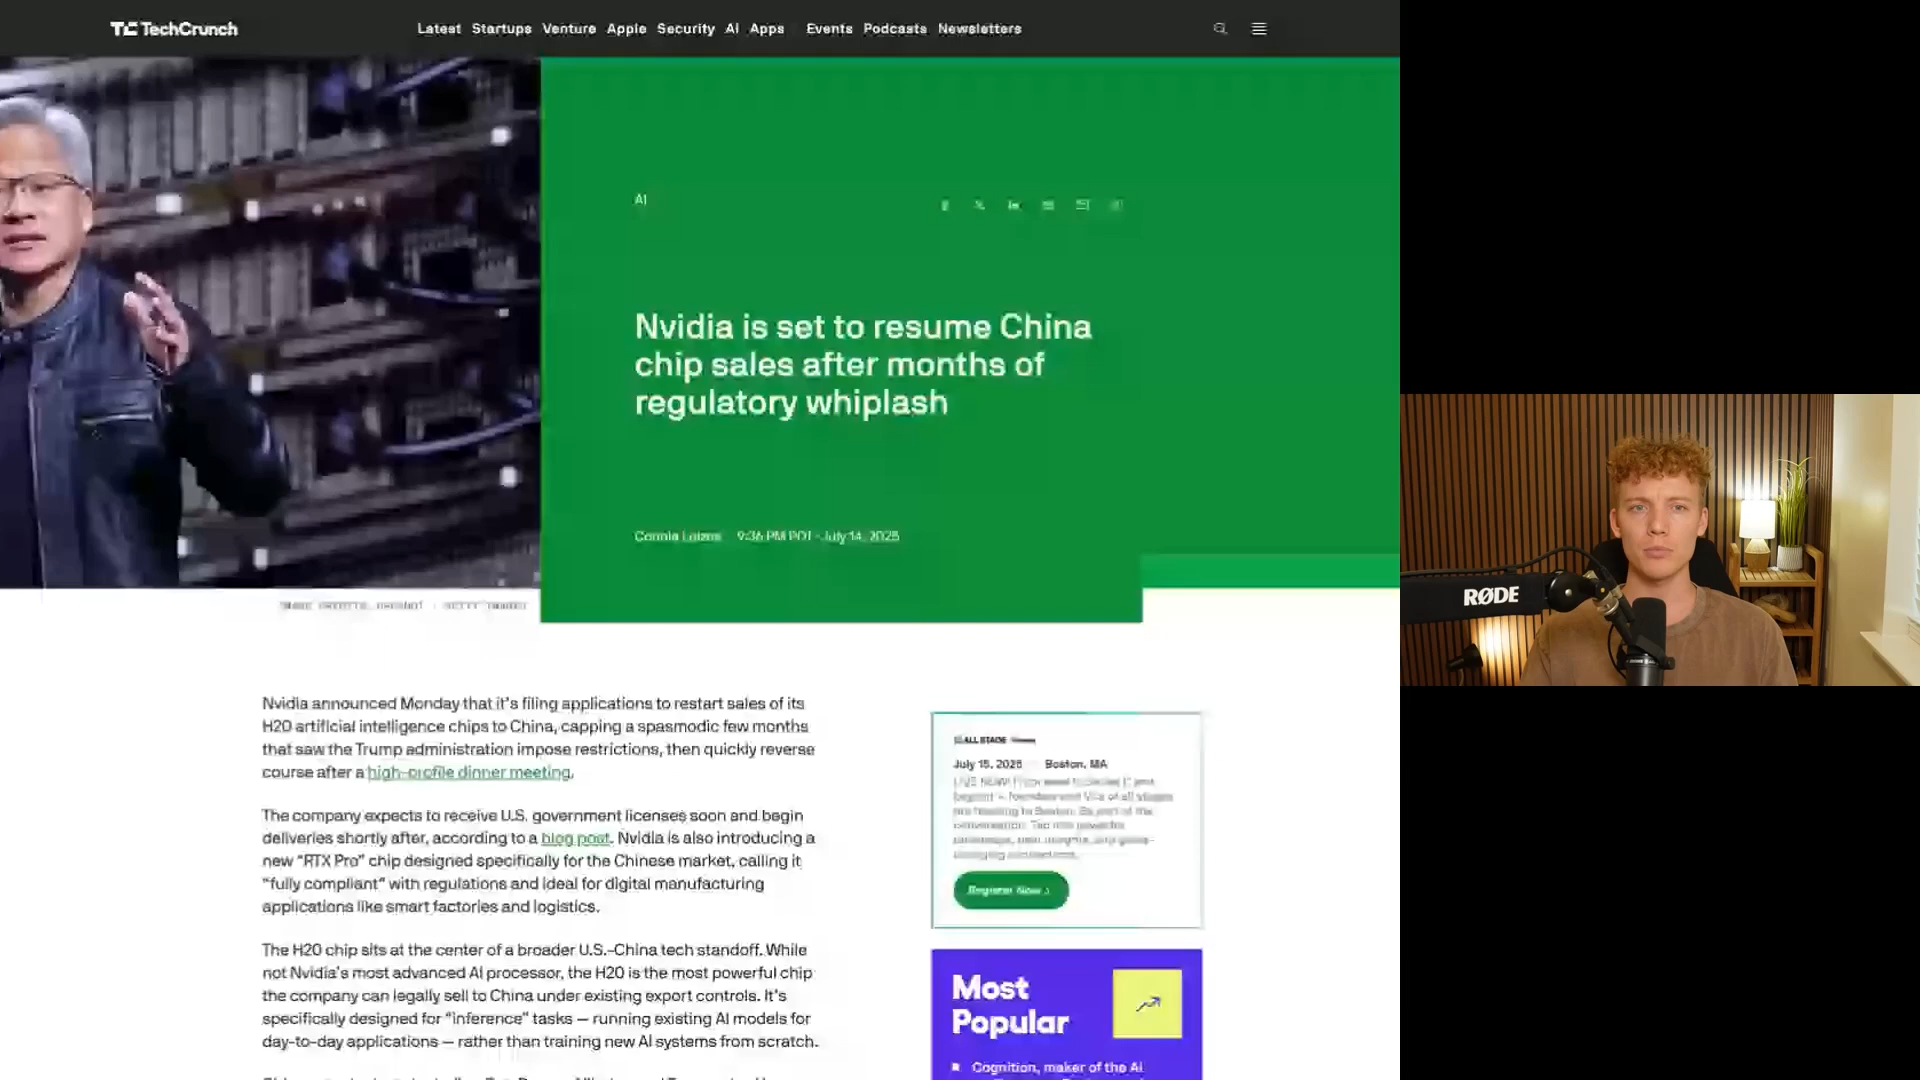 TechCrunch
Latest Startups Venture Apple Security AI Apps Events Podcasts Newsletters
AI
Nvidia is set to resume China
chip sales after months of
regulatory whiplash
Connie Loizos 9:36 PM PDT · July 14, 2025
Nvidia announced Monday that it's filing applications to restart sales of its
H20 artificial intelligence chips to China, capping a spasmodic few months
that saw the Trump administration impose restrictions, then quickly reverse
course after a high-profile dinner meeting.
The company expects to receive U.S. government licenses soon and begin
deliveries shortly after, according to a blog post. Nvidia is also introducing a
new “RTX Pro” chip designed specifically for the Chinese market, calling it
“fully compliant” with regulations and ideal for digital manufacturing
applications like smart factories and logistics.
The H20 chip sits at the center of a broader U.S.-China tech standoff. While
not Nvidia's most advanced AI processor, the H20 is the most powerful chip
the company can legally sell to China under existing export controls. It's
specifically designed for “inference” tasks — running existing AI models for
day-to-day applications — rather than training new AI systems from scratch.
ALL STAGE
July 15, 2025 Boston, MA
Register Now
Most
Popular
Cognition, maker of the AI
RØDE